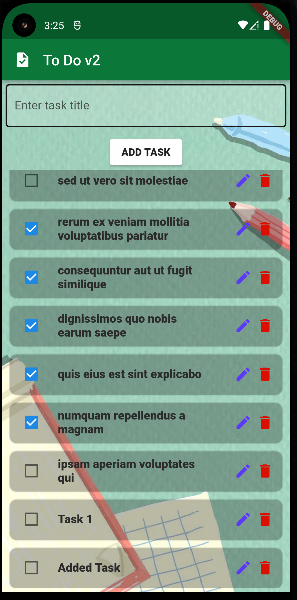 3:25
DEBUG
To Do v2
Enter task title
ADD TASK
sed ut vero sit molestiae
rerum ex veniam mollitia
voluptatibus pariatur
consequuntur aut ut fugit
similique
dignissimos quo nobis
earum saepe
quis eius est sint explicabo
numquam repellendus a
magnam
ipsam aperiam voluptates
qui
Task 1
Added Task